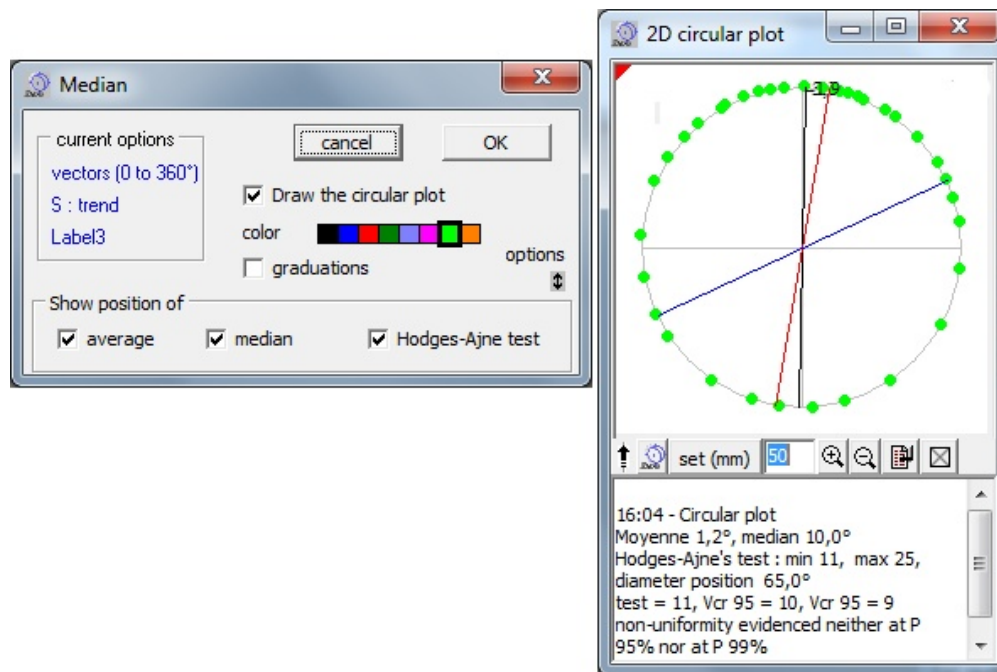 Median
current options
vectors (0 to 360°)
S : trend
Label3
cancel
OK
Draw the circular plot
color
graduations
options
Show position of
average
median
Hodges-Ajne test
2D circular plot
set (mm)
50
16:04 - Circular plot
Moyenne 1,2°, median 10,0°
Hodges-Ajne's test : min 11, max 25,
diameter position 65,0°
test = 11, Vcr 95 = 10, Vcr 95 = 9
non-uniformity evidenced neither at P
95% nor at P 99%